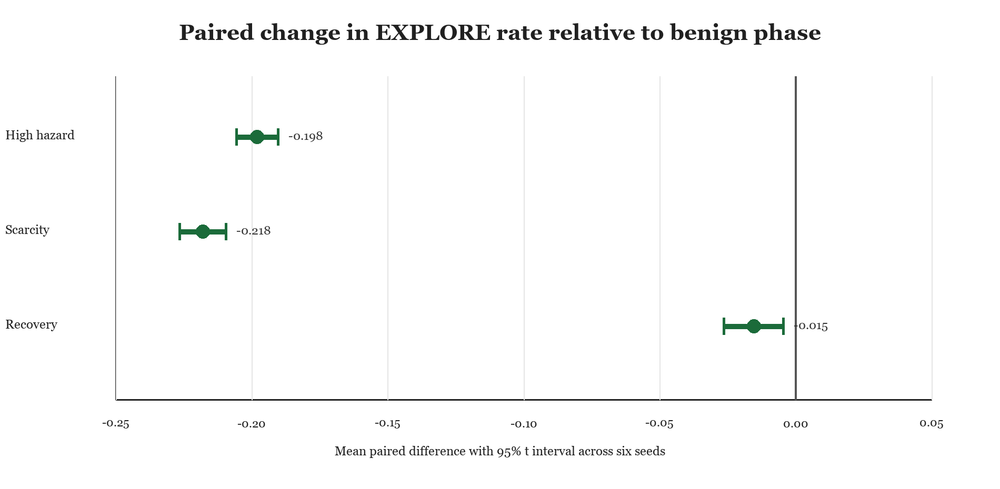 Paired change in EXPLORE rate relative to benign phase
High hazard
-0.198
Scarcity
-0.218
Recovery
-0.015
-0.25
-0.20
-0.15
-0.10
-0.05
0.00
0.05
Mean paired difference with 95% t interval across six seeds